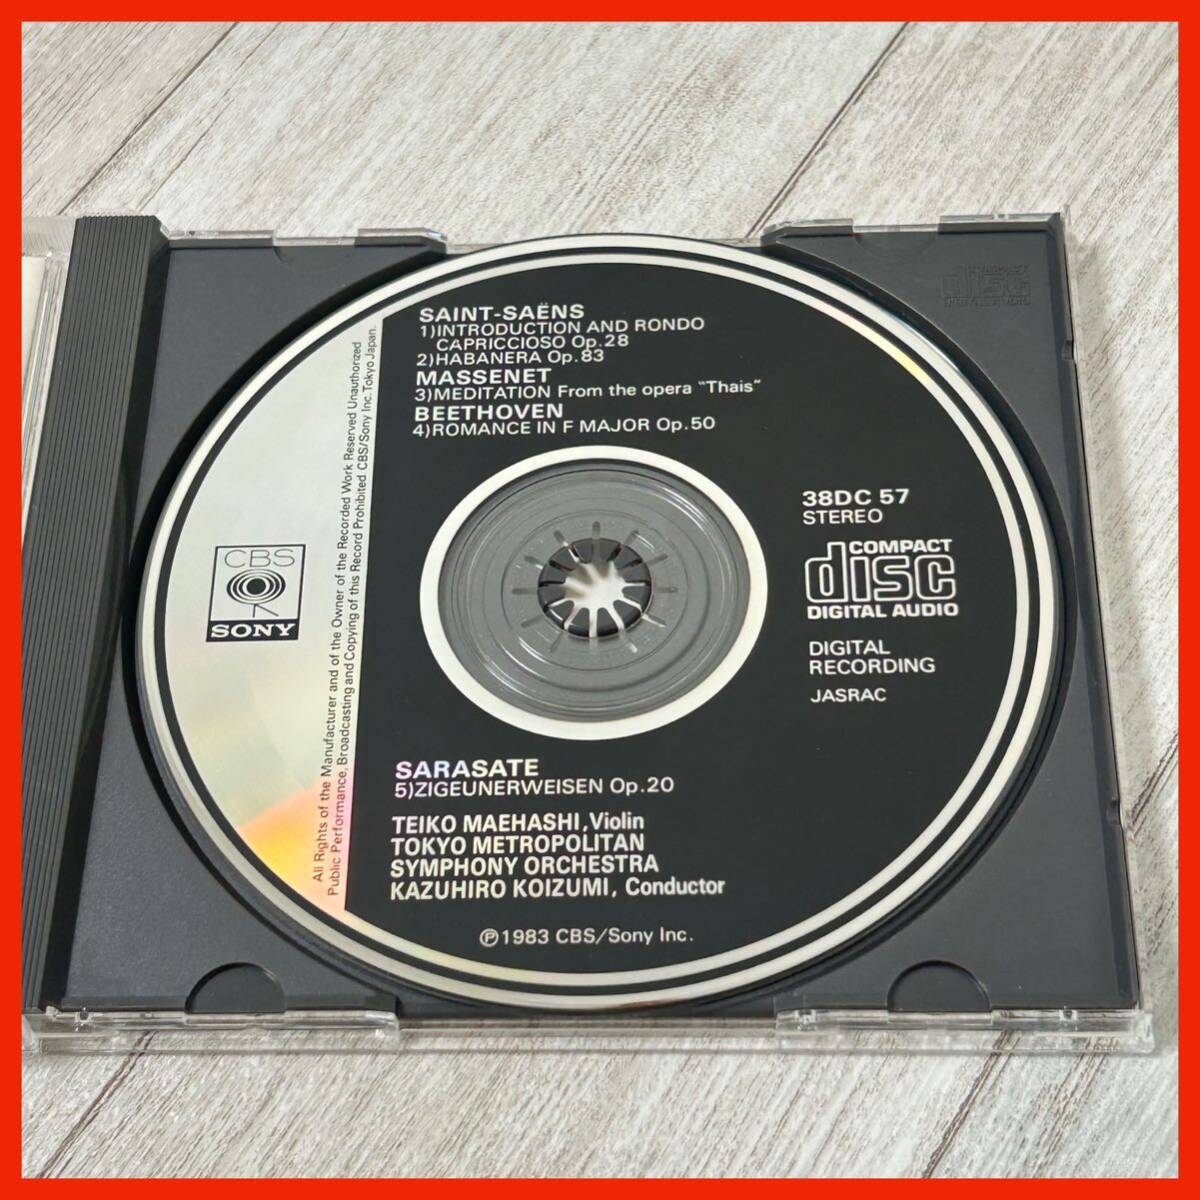 SAINT-SAËNS
1)INTRODUCTION AND RONDO
CAPRICCIOSO Op.28
2)HABANERA Op.83
MASSENET
3)MEDITATION From the opera "Thais"
BEETHOVEN
4)ROMANCE IN F MAJOR Op.50
38DC 57
STEREO
COMPACT
disc
DIGITAL AUDIO
DIGITAL
RECORDING
JASRAC
CBS
SONY
All Rights of the Manufacturer and of the Owner of the Recorded Work Reserved Unauthorized
Public Performance, Broadcasting and Copying of this Record Prohibited CBS/Sony Inc. Tokyo Japan.
SARASATE
5)ZIGEUNERWEISEN Op.20
TEIKO MAEHASHI, Violin
TOKYO METROPOLITAN
SYMPHONY ORCHESTRA
KAZUHIRO KOIZUMI, Conductor
℗1983 CBS/Sony Inc.
disc